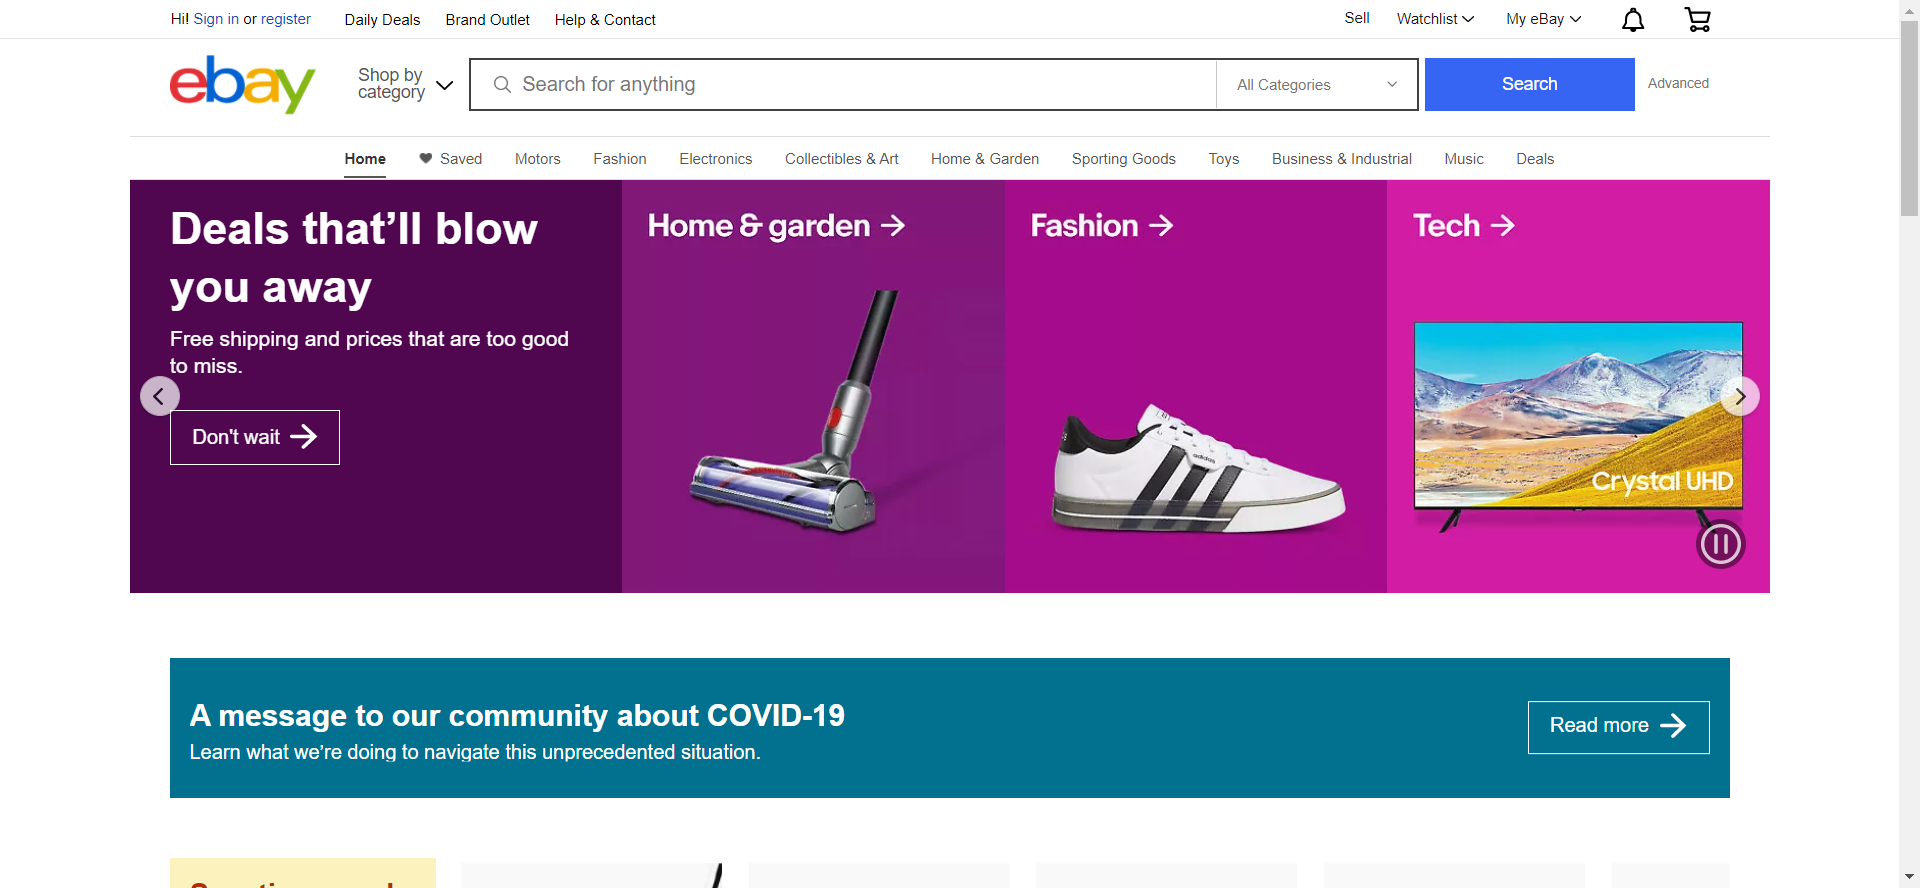 Hi! Sign in or register
Daily Deals
Brand Outlet
Help & Contact
Sell
Watchlist
My eBay
ebay
Shop by
category
Search for anything
All Categories
Search
Advanced
Home
Saved
Motors
Fashion
Electronics
Collectibles & Art
Home & Garden
Sporting Goods
Toys
Business & Industrial
Music
Deals
Deals that’ll blow
you away
Free shipping and prices that are too good
to miss.
Don't wait
Home & garden
Fashion
adidas
Tech
Crystal UHD
A message to our community about COVID-19
Learn what we’re doing to navigate this unprecedented situation.
Read more